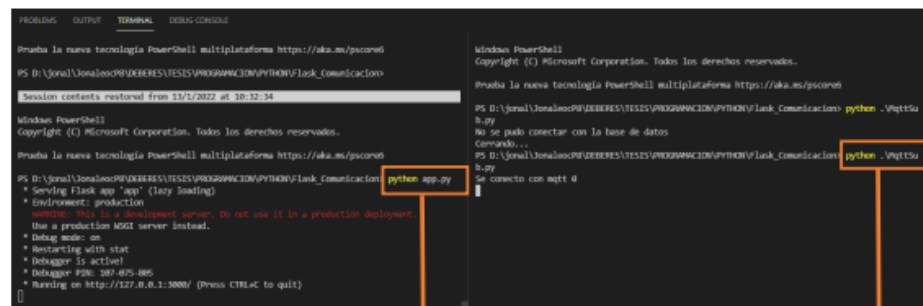 PROBLEMS OUTPUT TERMINAL DEBUG CONSOLE
Prueba la nueva tecnología PowerShell multiplataforma https://aka.ms/pscore6
PS D:\jonal\JonaleocPB\DEBERES\TESIS\PROGRAMACION\PYTHON\Flask_Comunicacion>
Session contents restored from 13/1/2022 at 10:32:34
Windows PowerShell
Copyright (C) Microsoft Corporation. Todos los derechos reservados.
Prueba la nueva tecnología PowerShell multiplataforma https://aka.ms/pscore6
PS D:\jonal\JonaleocPB\DEBERES\TESIS\PROGRAMACION\PYTHON\Flask_Comunicacion> python app.py
* Serving Flask app 'app' (lazy loading)
* Environment: production
WARNING: This is a development server. Do not use it in a production deployment.
Use a production WSGI server instead.
* Debug mode: on
* Restarting with stat
* Debugger is active!
* Debugger PIN: 107-075-805
* Running on http://127.0.0.1:3000/ (Press CTRL+C to quit)
Windows PowerShell
Copyright (C) Microsoft Corporation. Todos los derechos reservados.
Prueba la nueva tecnología PowerShell multiplataforma https://aka.ms/pscore6
PS D:\jonal\JonaleocPB\DEBERES\TESIS\PROGRAMACION\PYTHON\Flask_Comunicacion> python .\MqttSu
b.py
No se pudo conectar con la base de datos
Cerrando...
PS D:\jonal\JonaleocPB\DEBERES\TESIS\PROGRAMACION\PYTHON\Flask_Comunicacion> python .\MqttSu
b.py
Se conecto con mqtt 0